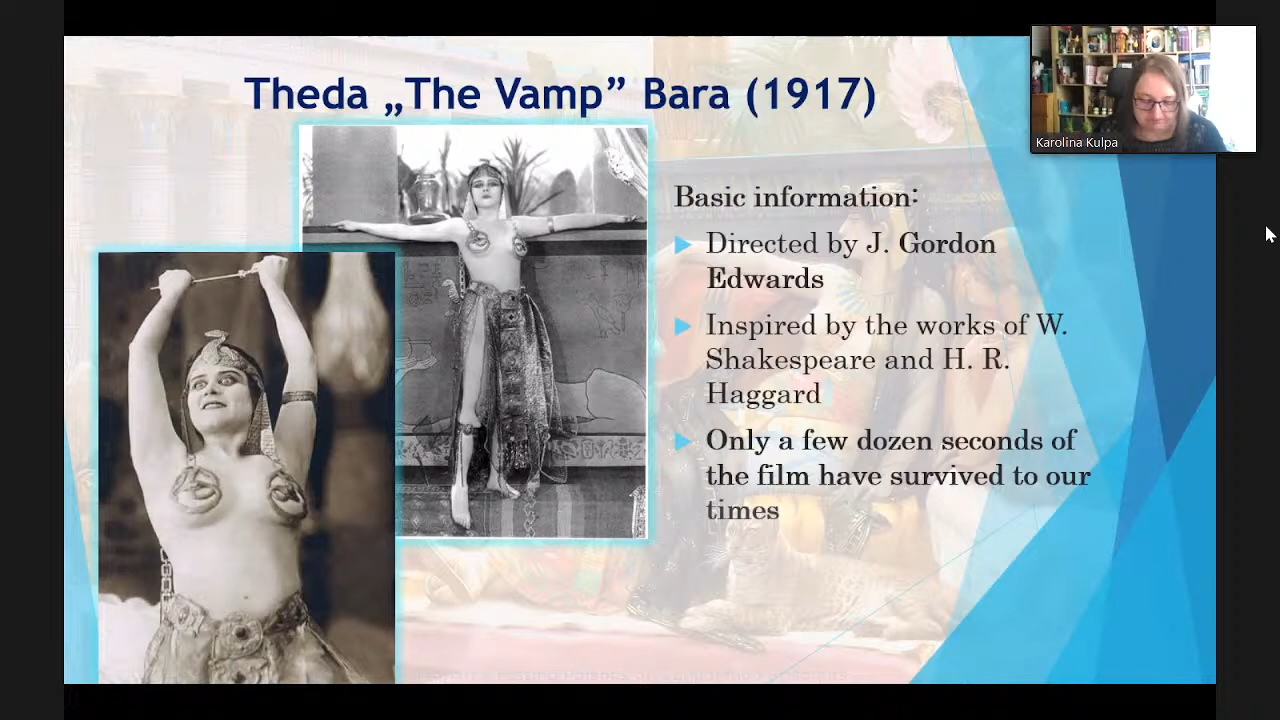 Theda „The Vamp” Bara (1917)
Karolina Kulpa
Basic information:
Directed by J. Gordon
Edwards
Inspired by the works of W.
Shakespeare and H. R.
Haggard
Only a few dozen seconds of
the film have survived to our
times